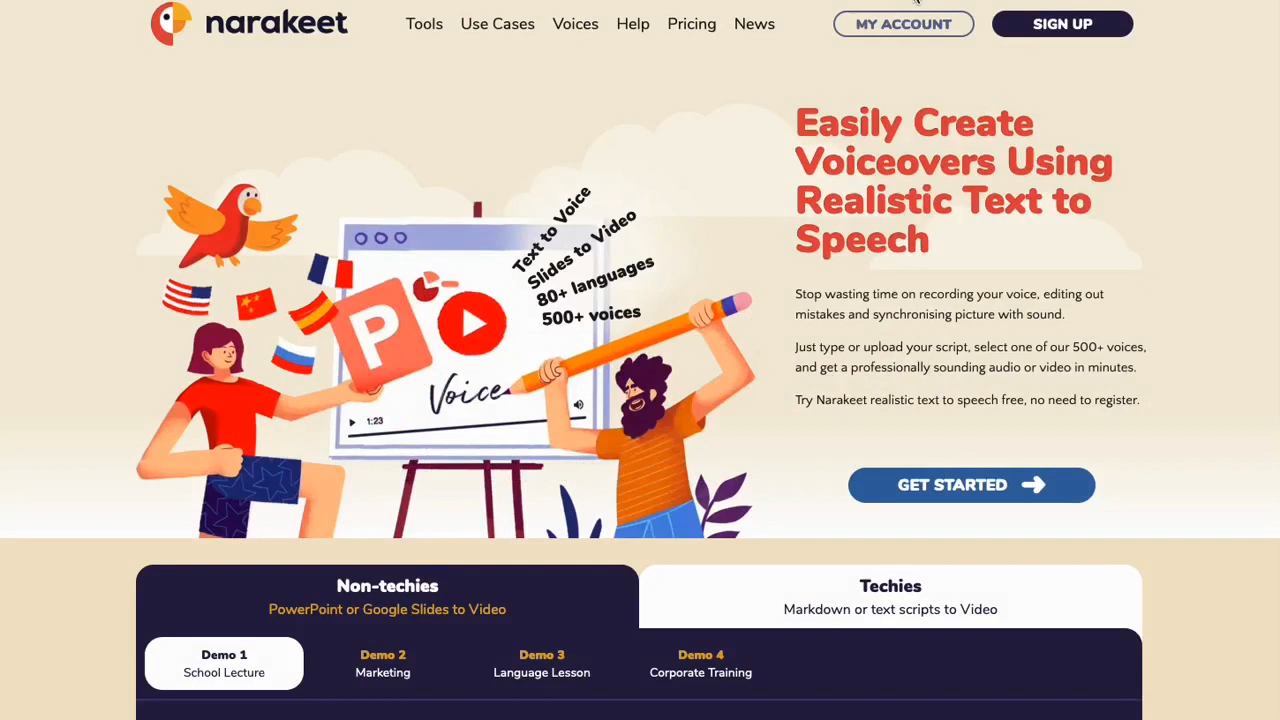 narakeet
Tools Use Cases Voices Help Pricing News
MY ACCOUNT
SIGN UP
Easily Create
Voiceovers Using
Realistic Text to
Speech
Stop wasting time on recording your voice, editing out
mistakes and synchronising picture with sound.
Just type or upload your script, select one of our 500+ voices,
and get a professionally sounding audio or video in minutes.
Try Narakeet realistic text to speech free, no need to register.
GET STARTED
Text to Voice
Slides to Video
80+ languages
500+ voices
P
Voice
1:23
Non-techies
PowerPoint or Google Slides to Video
Techies
Markdown or text scripts to Video
Demo 1
School Lecture
Demo 2
Marketing
Demo 3
Language Lesson
Demo 4
Corporate Training